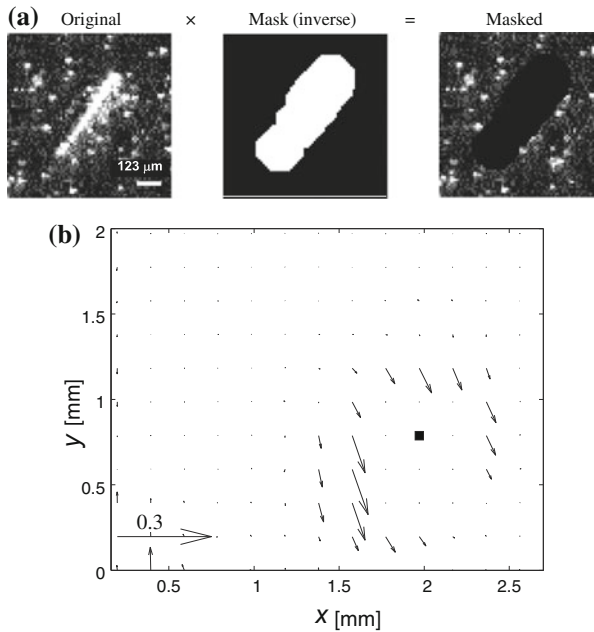 (a) Original × Mask (inverse) = Masked
123 μm
(b)
2
1.5
1
0.5
0
y [mm]
0.3
0.5 1 1.5 2 2.5
x [mm]